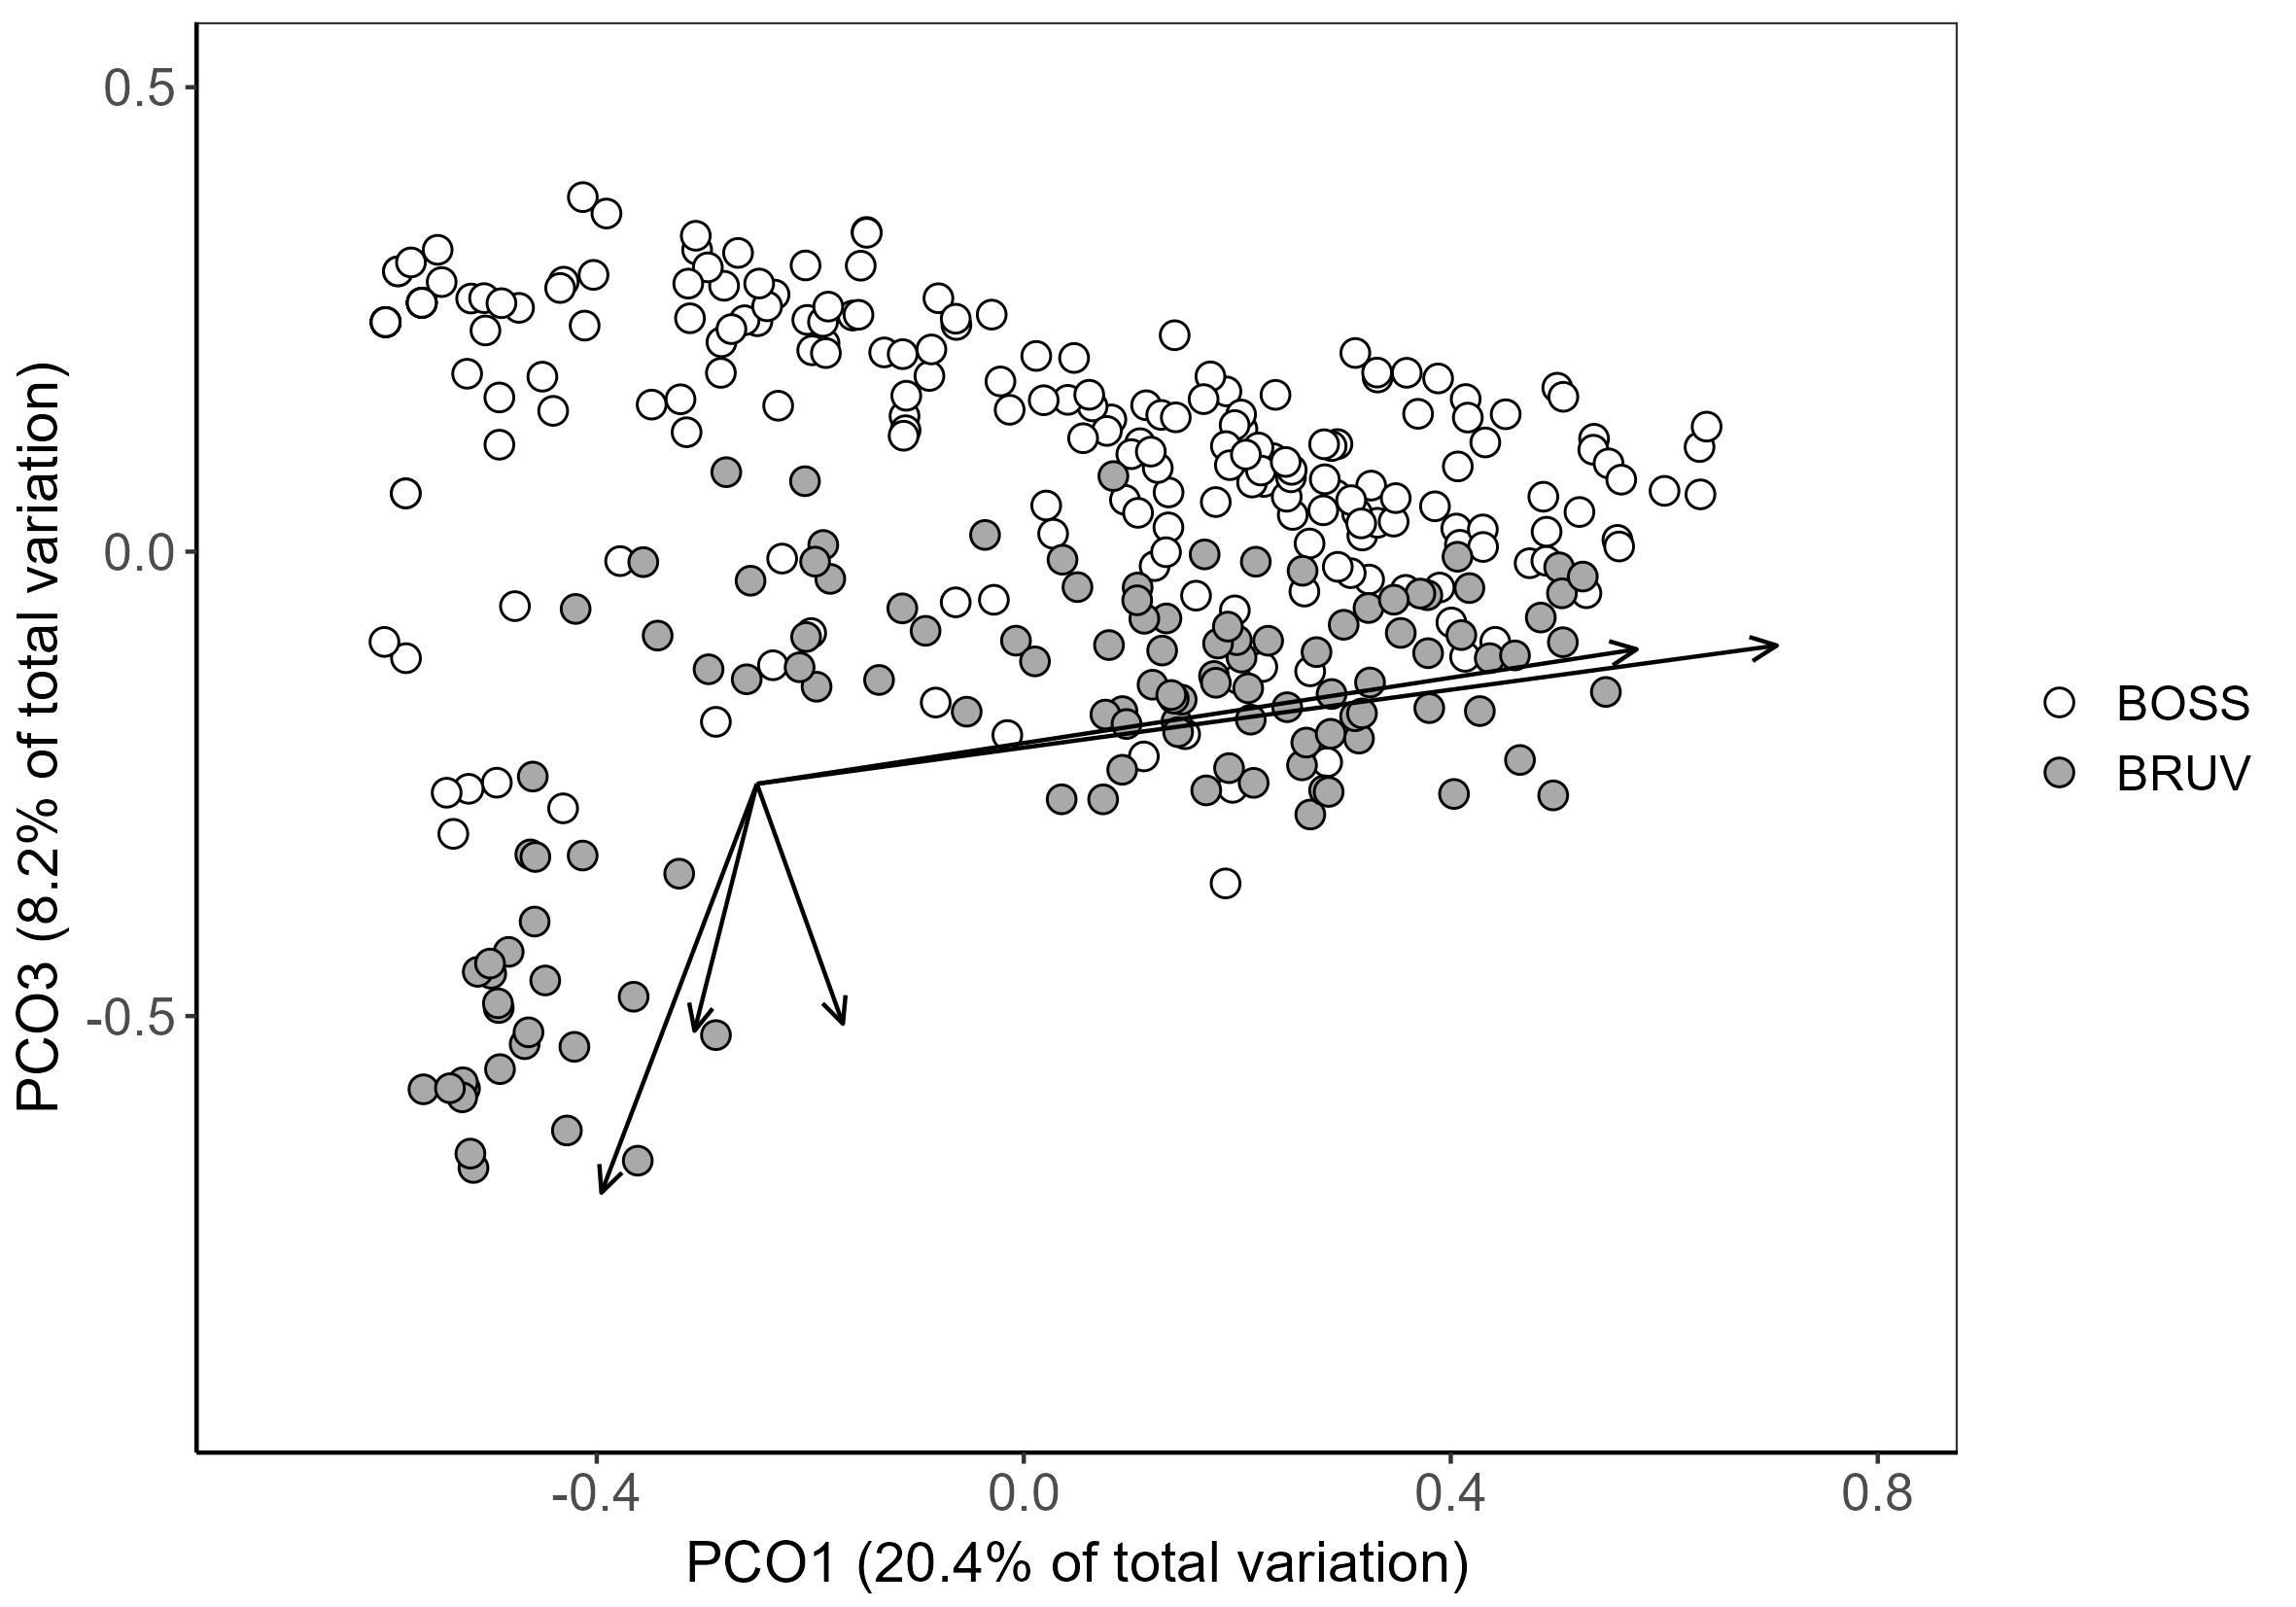 PCO3 (8.2% of total variation)
0.5
0.0
-0.5
-0.4
0.0
0.4
0.8
PCO1 (20.4% of total variation)
BOSS
BRUV